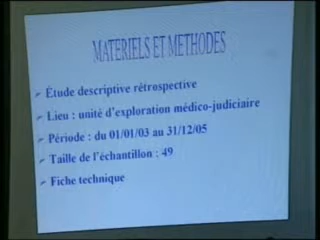 MATERIELS ET METHODES
Étude descriptive rétrospective
Lieu : unité d'exploration médico-judiciaire
Période : du 01/01/03 au 31/12/05
Taille de l'échantillon : 49
Fiche technique